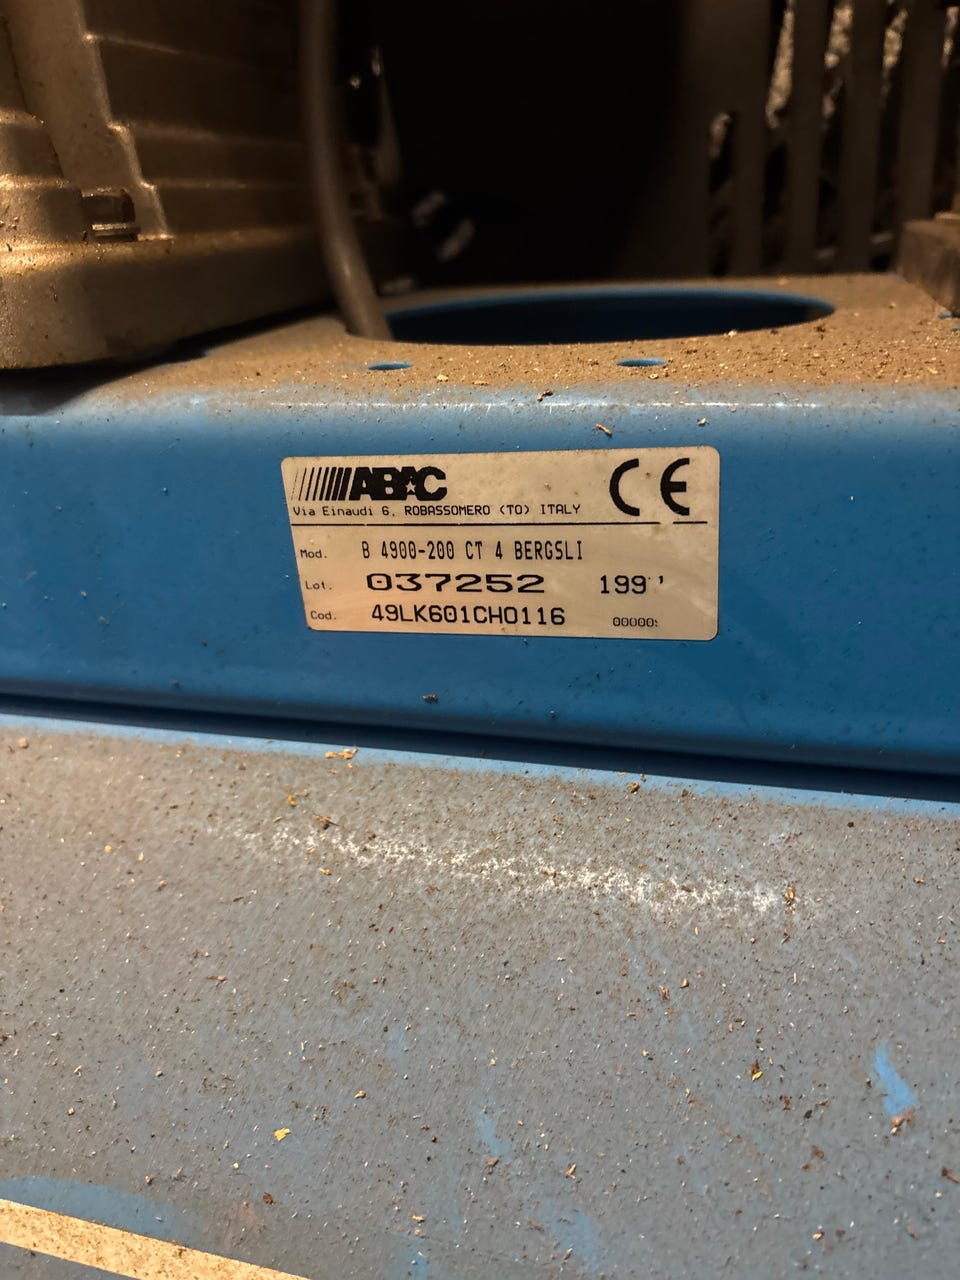 ABAC CE
Via Einaudi 6, ROBASSOMERO (TO) ITALY
Mod. B 4900-200 CT 4 BERGSLI
Lot. 037252
Cod. 49LK601CH0116